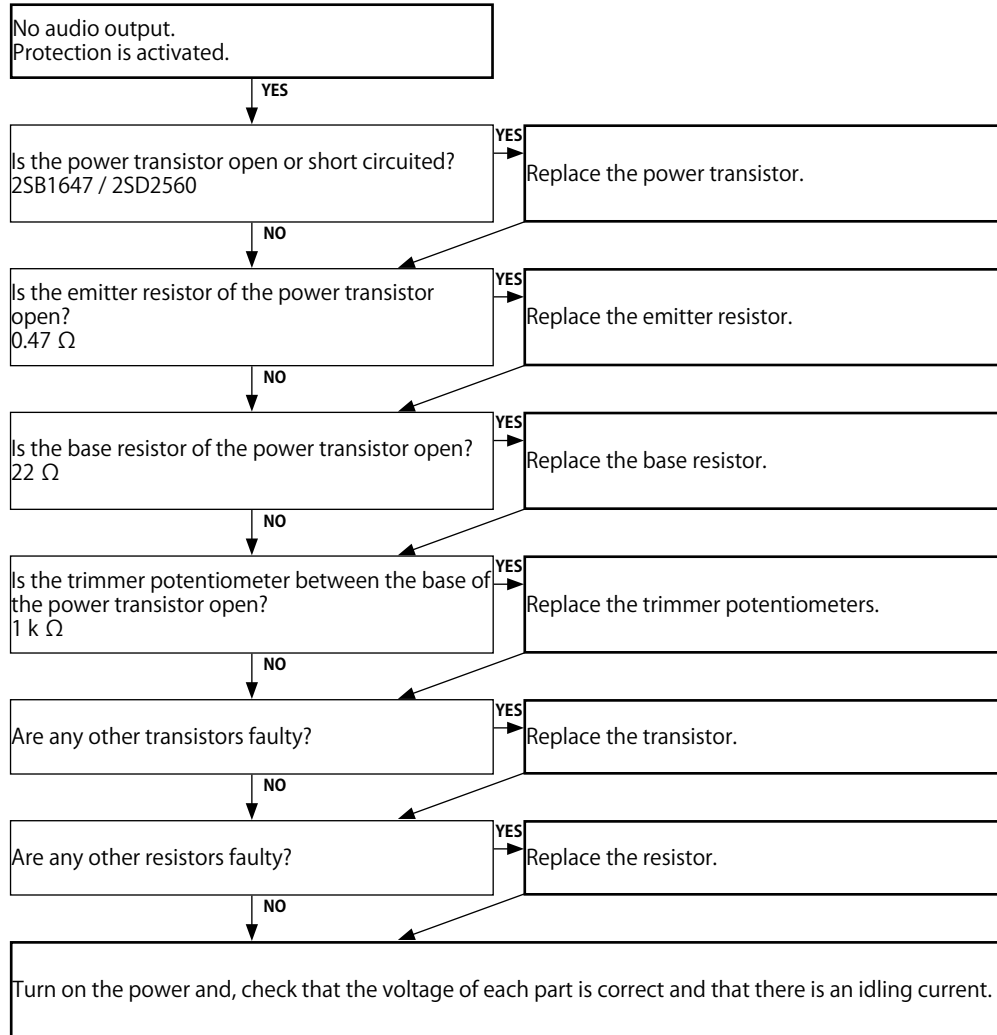 No audio output.
Protection is activated.
YES
Is the power transistor open or short circuited?
2SB1647 / 2SD2560
YES
Replace the power transistor.
NO
Is the emitter resistor of the power transistor
open?
0.47 Ω
YES
Replace the emitter resistor.
NO
Is the base resistor of the power transistor open?
22 Ω
YES
Replace the base resistor.
NO
Is the trimmer potentiometer between the base of
the power transistor open?
1 k Ω
YES
Replace the trimmer potentiometers.
NO
Are any other transistors faulty?
YES
Replace the transistor.
NO
Are any other resistors faulty?
YES
Replace the resistor.
NO
Turn on the power and, check that the voltage of each part is correct and that there is an idling current.